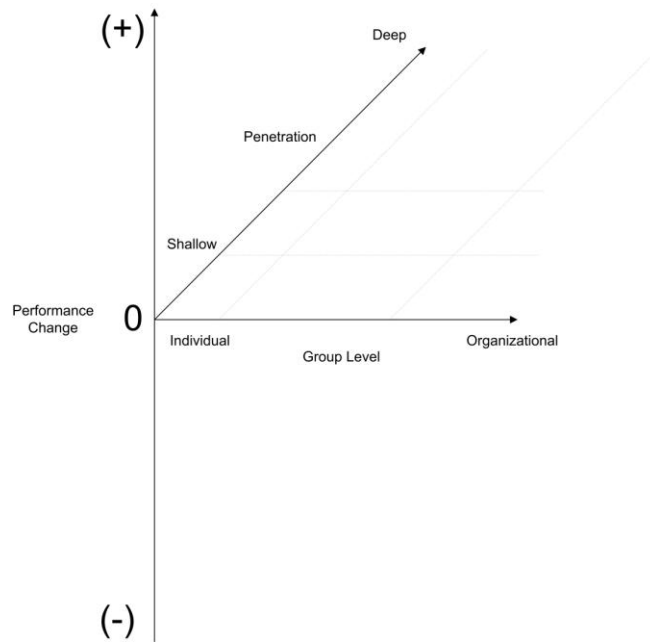 (+)
Deep
Penetration
Shallow
Performance
Change
0
Individual
Organizational
Group Level
(-)